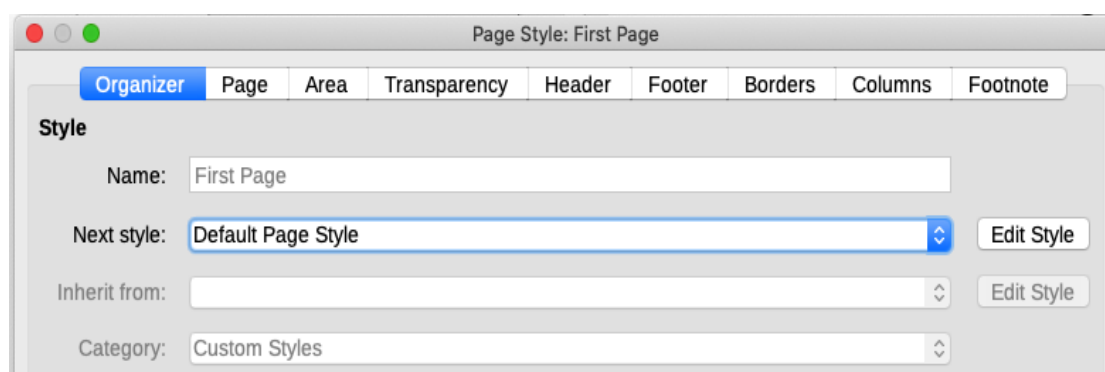 Page Style: First Page
Organizer Page Area Transparency Header Footer Borders Columns Footnote
Style
Name: First Page
Next style: Default Page Style Edit Style
Inherit from: Edit Style
Category: Custom Styles